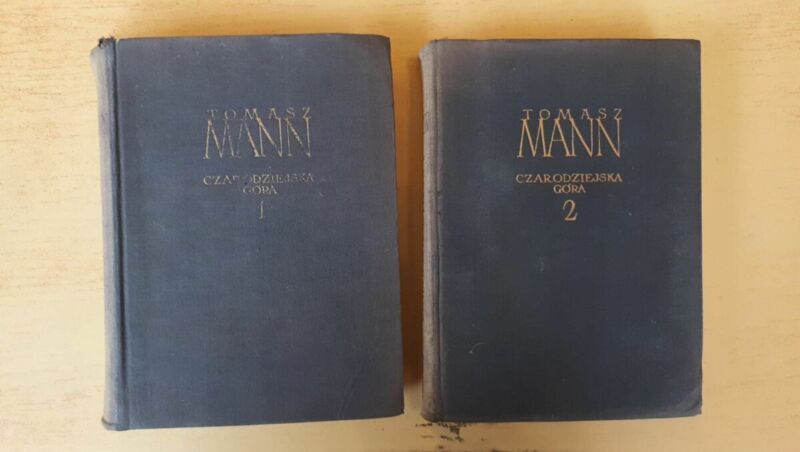 TOMASZ
MANN
CZARODZIEJSKA
GÓRA
1
TOMASZ
MANN
CZARODZIEJSKA
GÓRA
2